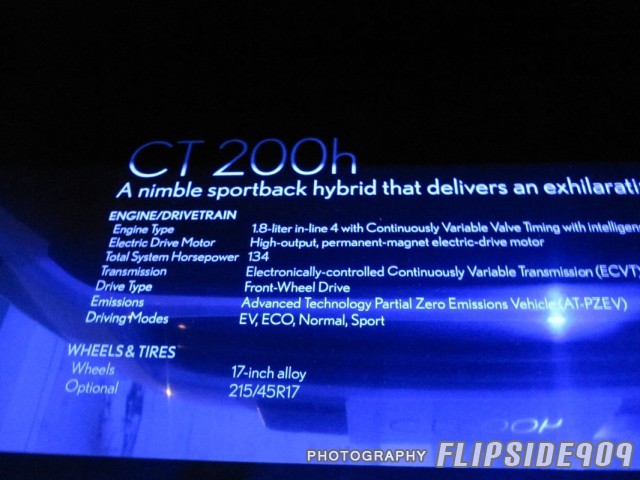 CT 200h
A nimble sportback hybrid that delivers an
ENGINE/DRIVETRAIN
Engine Type 1.8-liter in-line 4 with Continuously Variable Valve Timing with
Electric Drive Motor High-output, permanent-magnet electric-drive motor
Total System Horsepower 134
Transmission Electronically-controlled Continuously Variable Transmission (ECVT)
Drive Type Front-Wheel Drive
Emissions Advanced Technology Partial Zero Emissions Vehicle (AT-PZEV)
Driving Modes EV, ECO, Normal, Sport
WHEELS & TIRES
Wheels 17-inch alloy
Optional 215/45R17
PHOTOGRAPHY FLIPSIDE909